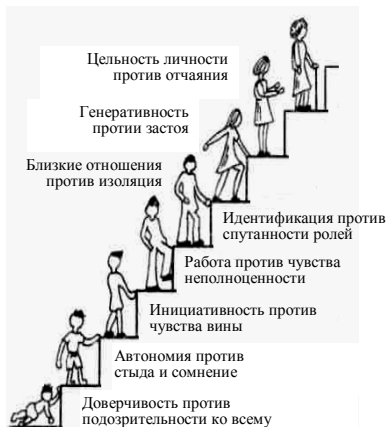 Цельность личности
против отчаяния
Генеративность
протии застоя
Близкие отношения
против изоляция
Идентификация против
спутанности ролей
Работа против чувства
неполноценности
Инициативность против
чувства вины
Автономия против
стыда и сомнение
Доверчивость против
подозрительности ко всему